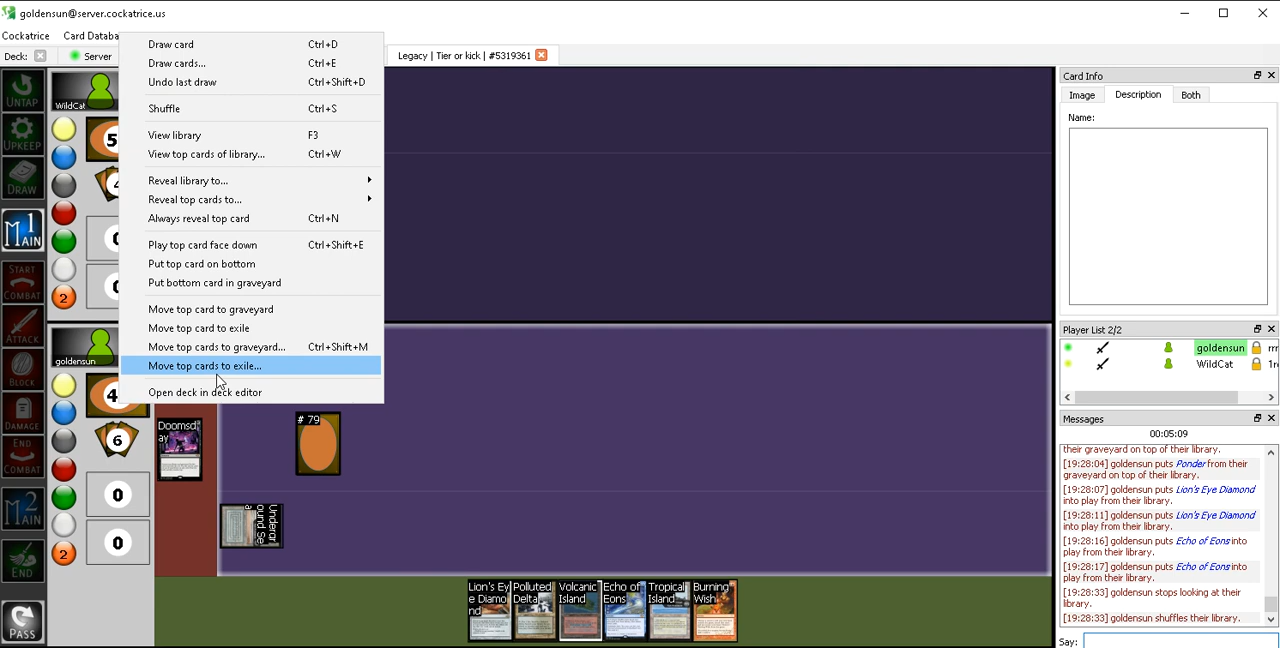 goldensun@server.cockatrice.us
Cockatrice Card Databa
Deck: Server Legacy | Tier or kick | #5319361
Draw card Ctrl+D
Draw cards... Ctrl+E
Undo last draw Ctrl+Shift+D
Shuffle Ctrl+S
View library F3
View top cards of library... Ctrl+W
Reveal library to...
Reveal top cards to...
Always reveal top card Ctrl+N
Play top card face down Ctrl+Shift+E
Put top card on bottom
Put bottom card in graveyard
Move top card to graveyard
Move top card to exile
Move top cards to graveyard... Ctrl+Shift+M
Move top cards to exile...
Open deck in deck editor
UNTAP
UPKEEP
DRAW
M1 MAIN
START
COMBAT
ATTACK
BLOCK
DAMAGE
END
COMBAT
M2
MAIN
END
PASS
WildCat
5
4
2
goldensun
4
6
0
0
2
Doomsd
ay
# 79
Undergr
ound Se
a
Lion's Ey
e Diamo
nd
Polluted
Delta
Volcanic
Island
Echo of
Eons
Tropical
Island
Burning
Wish
Card Info
Image Description Both
Name:
Player List 2/2
goldensun
WildCat
Messages
00:05:09
their graveyard on top of their library.
[19:28:04] goldensun puts Ponder from their
graveyard on top of their library.
[19:28:07] goldensun puts Lion's Eye Diamond
into play from their library.
[19:28:11] goldensun puts Lion's Eye Diamond
into play from their library.
[19:28:16] goldensun puts Echo of Eons into
play from their library.
[19:28:17] goldensun puts Echo of Eons into
play from their library.
[19:28:33] goldensun stops looking at their
library.
[19:28:33] goldensun shuffles their library.
Say: